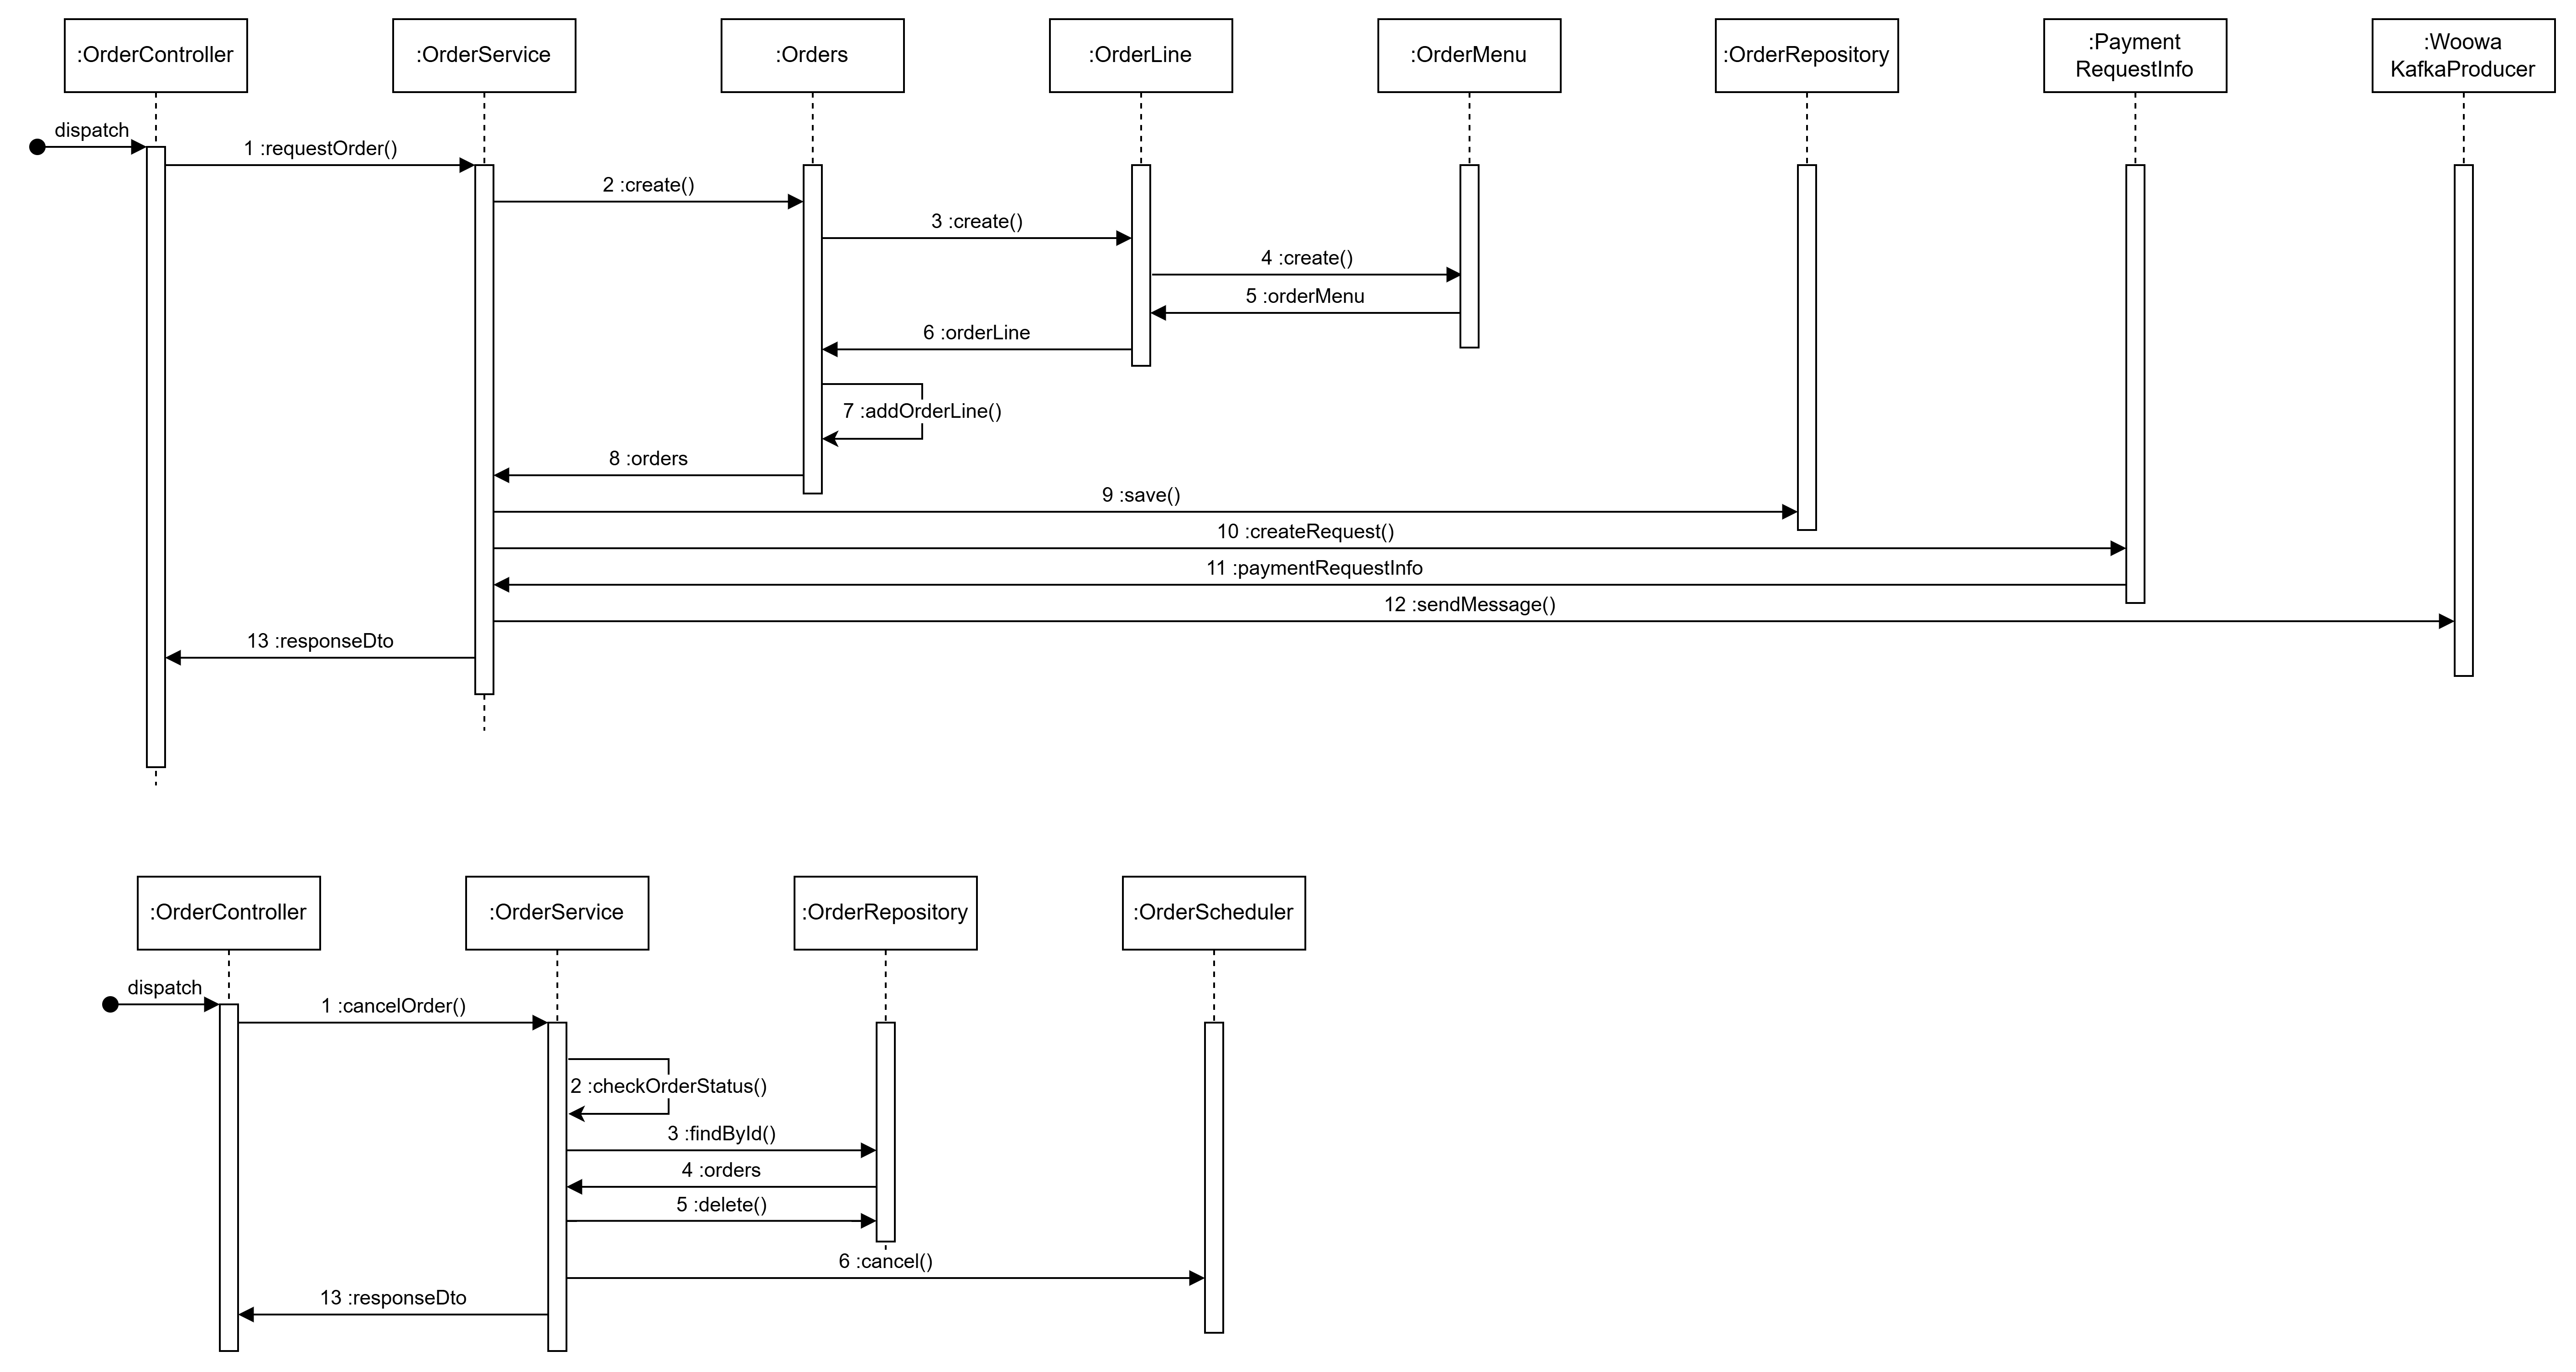 :OrderController
:OrderService
:Orders
:OrderLine
:OrderMenu
:OrderRepository
:Payment
RequestInfo
:Woowa
KafkaProducer
dispatch
1 :requestOrder()
2 :create()
3 :create()
4 :create()
5 :orderMenu
6 :orderLine
7 :addOrderLine()
8 :orders
9 :save()
10 :createRequest()
11 :paymentRequestInfo
12 :sendMessage()
13 :responseDto
:OrderController
:OrderService
:OrderRepository
:OrderScheduler
dispatch
1 :cancelOrder()
2 :checkOrderStatus()
3 :findById()
4 :orders
5 :delete()
6 :cancel()
13 :responseDto